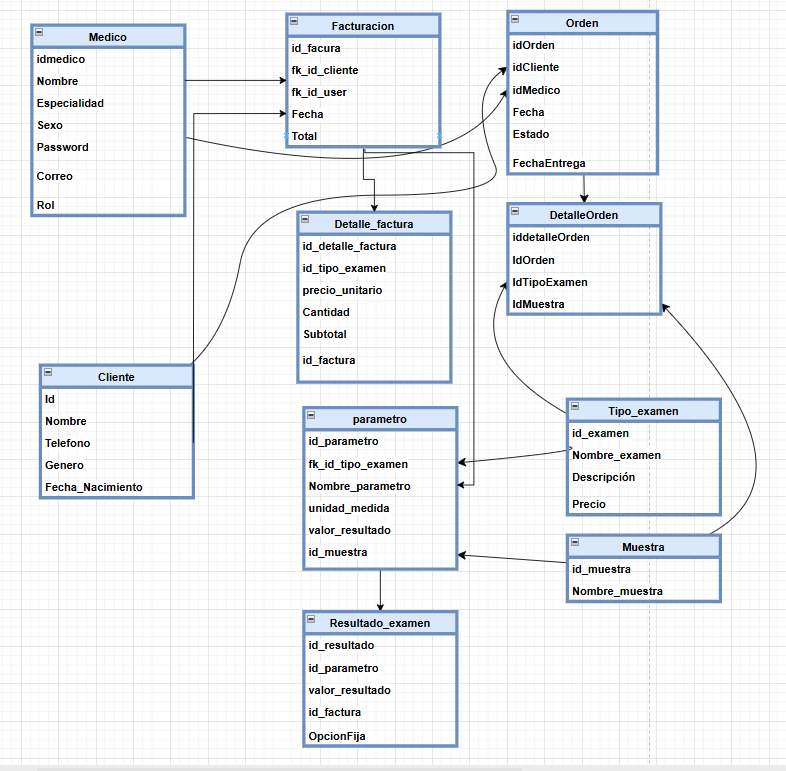 Medico
idmedico
Nombre
Especialidad
Sexo
Password
Correo
Rol
Facturacion
id_facura
fk_id_cliente
fk_id_user
Fecha
Total
Orden
idOrden
idCliente
idMedico
Fecha
Estado
FechaEntrega
Detalle_factura
id_detalle_factura
id_tipo_examen
precio_unitario
Cantidad
Subtotal
id_factura
DetalleOrden
iddetalleOrden
IdOrden
IdTipoExamen
IdMuestra
Cliente
Id
Nombre
Telefono
Genero
Fecha_Nacimiento
parametro
id_parametro
fk_id_tipo_examen
Nombre_parametro
unidad_medida
valor_resultado
id_muestra
Tipo_examen
id_examen
Nombre_examen
Descripción
Precio
Muestra
id_muestra
Nombre_muestra
Resultado_examen
id_resultado
id_parametro
valor_resultado
id_factura
OpcionFija